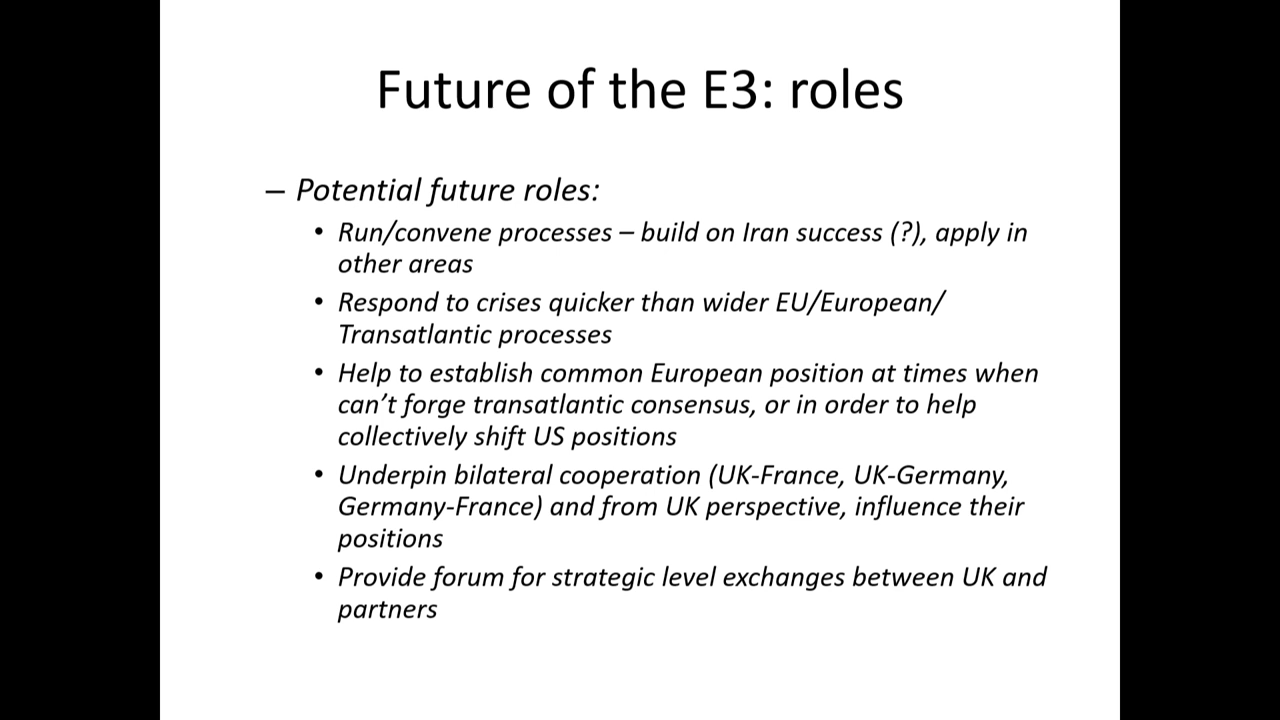 Future of the E3: roles
– Potential future roles:
• Run/convene processes – build on Iran success (?), apply in
other areas
• Respond to crises quicker than wider EU/European/
Transatlantic processes
• Help to establish common European position at times when
can’t forge transatlantic consensus, or in order to help
collectively shift US positions
• Underpin bilateral cooperation (UK-France, UK-Germany,
Germany-France) and from UK perspective, influence their
positions
• Provide forum for strategic level exchanges between UK and
partners